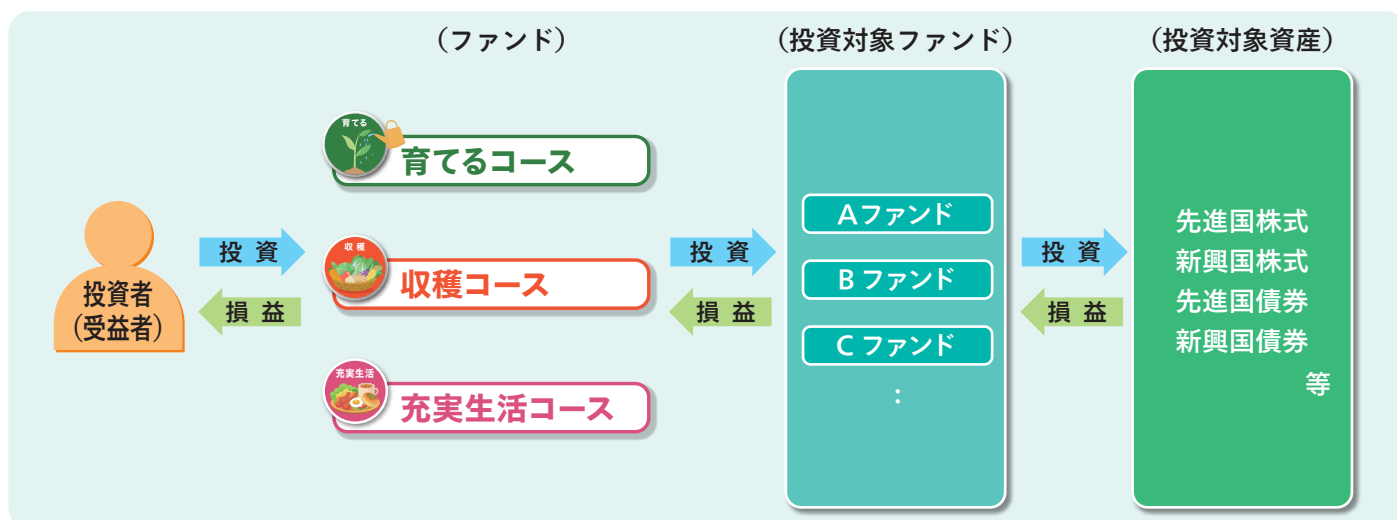 （ファンド）
（投資対象ファンド）
（投資対象資産）
育てる
育てるコース
収穫
収穫コース
充実生活
充実生活コース
投資者
（受益者）
投資
損益
投資
損益
Aファンド
Bファンド
Cファンド
：
投資
損益
先進国株式
新興国株式
先進国債券
新興国債券
等